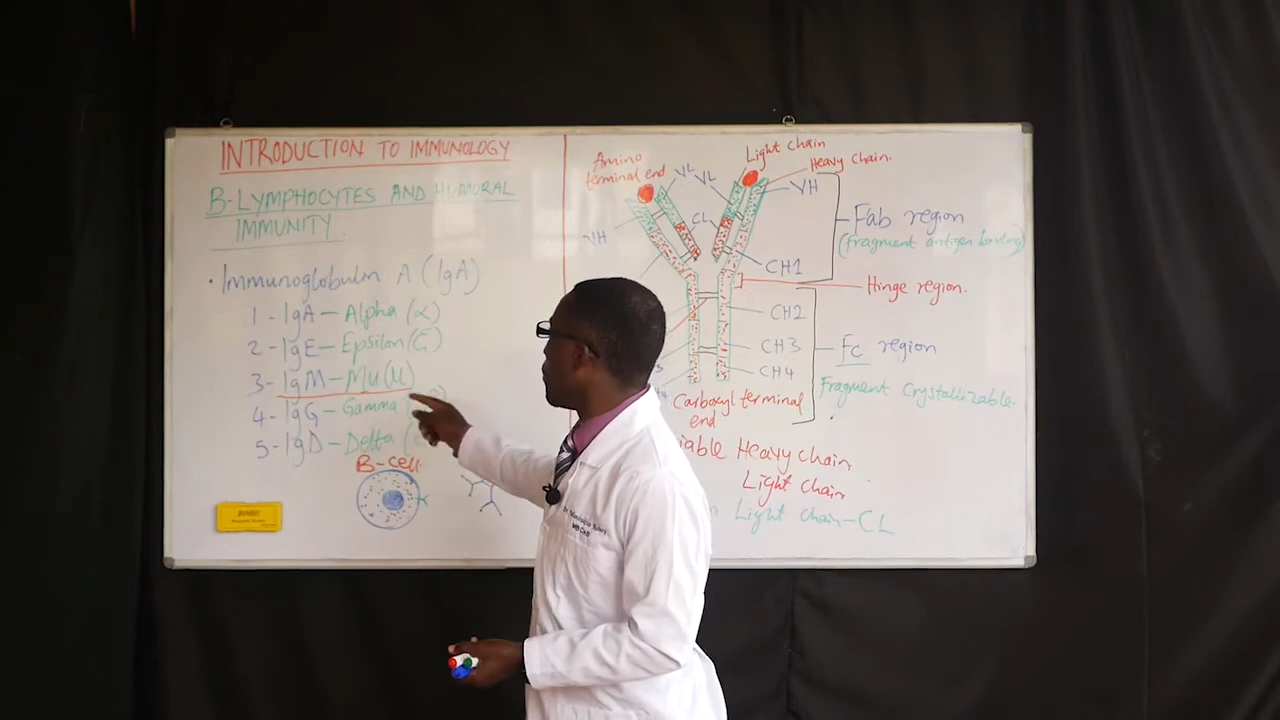 INTRODUCTION TO IMMUNOLOGY
B-LYMPHOCYTES AND HUMURAL
IMMUNITY.
• Immunoglobulin A (IgA)
1 - IgA - Alpha (α)
2 - IgE - Epsilon (
3 - IgM - Mu (μ)
4 - IgG - Gamma
5 - IgD - Delta (
B-cell
Amino
terminal end
VL
VL
Light chain
Heavy chain.
VH
VH
CL
CH1
Fab region
(fragment antigen binding)
Hinge region.
CH2
CH3
CH4
Fc region
Fragment Crystallizable.
Carboxyl terminal
end
Heavy chain
Light chain
Light chain - CL